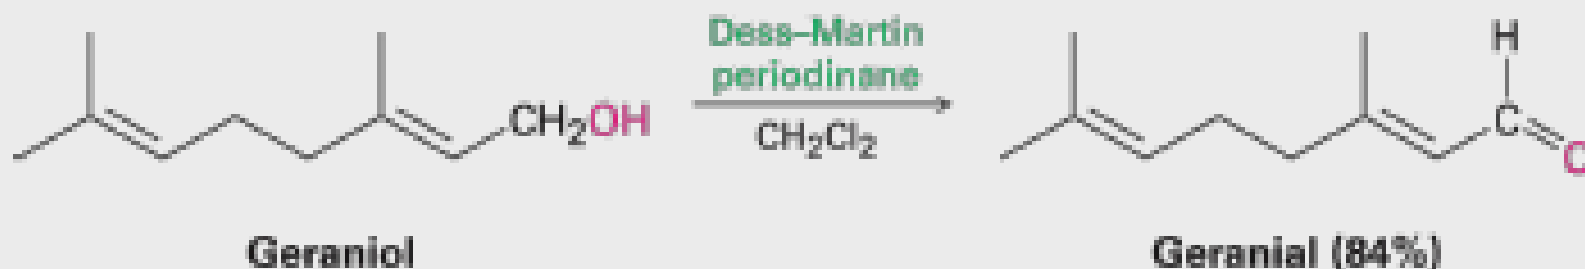 Dess–Martin
periodinane
CH₂OH
CH₂Cl₂
H
C
O
Geraniol
Geranial (84%)